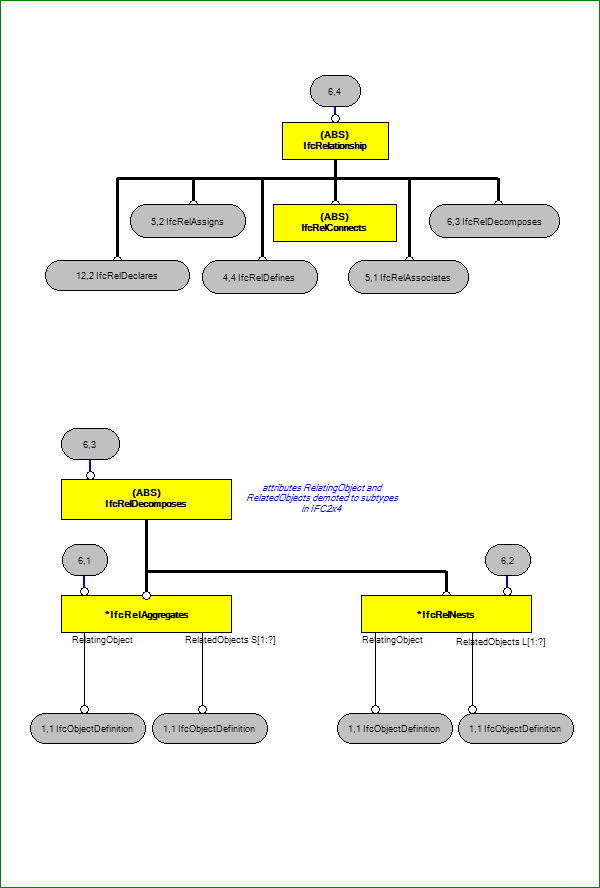 6,4
(ABS)
IfcRelationship
5,2 IfcRelAssigns
(ABS)
IfcRelConnects
6,3 IfcRelDecomposes
12,2 IfcRelDeclares
4,4 IfcRelDefines
5,1 IfcRelAssociates
6,3
(ABS)
IfcRelDecomposes
attributes RelatingObject and
RelatedObjects demoted to subtypes
in IFC2x4
6,1
6,2
*IfcRelAggregates
*IfcRelNests
RelatingObject
RelatedObjects S[1:?]
RelatingObject
RelatedObjects L[1:?]
1,1 IfcObjectDefinition
1,1 IfcObjectDefinition
1,1 IfcObjectDefinition
1,1 IfcObjectDefinition